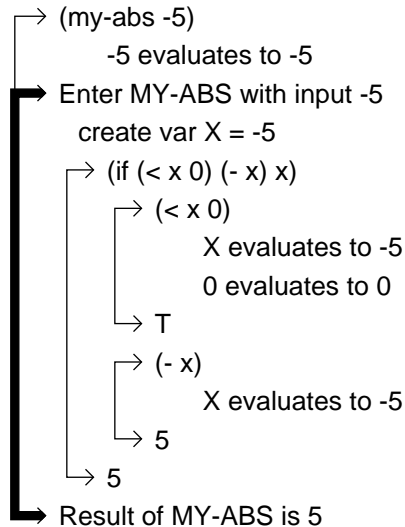 (my-abs -5)
-5 evaluates to -5
Enter MY-ABS with input -5
create var X = -5
(if (< x 0) (- x) x)
(< x 0)
X evaluates to -5
0 evaluates to 0
T
(- x)
X evaluates to -5
5
5
Result of MY-ABS is 5